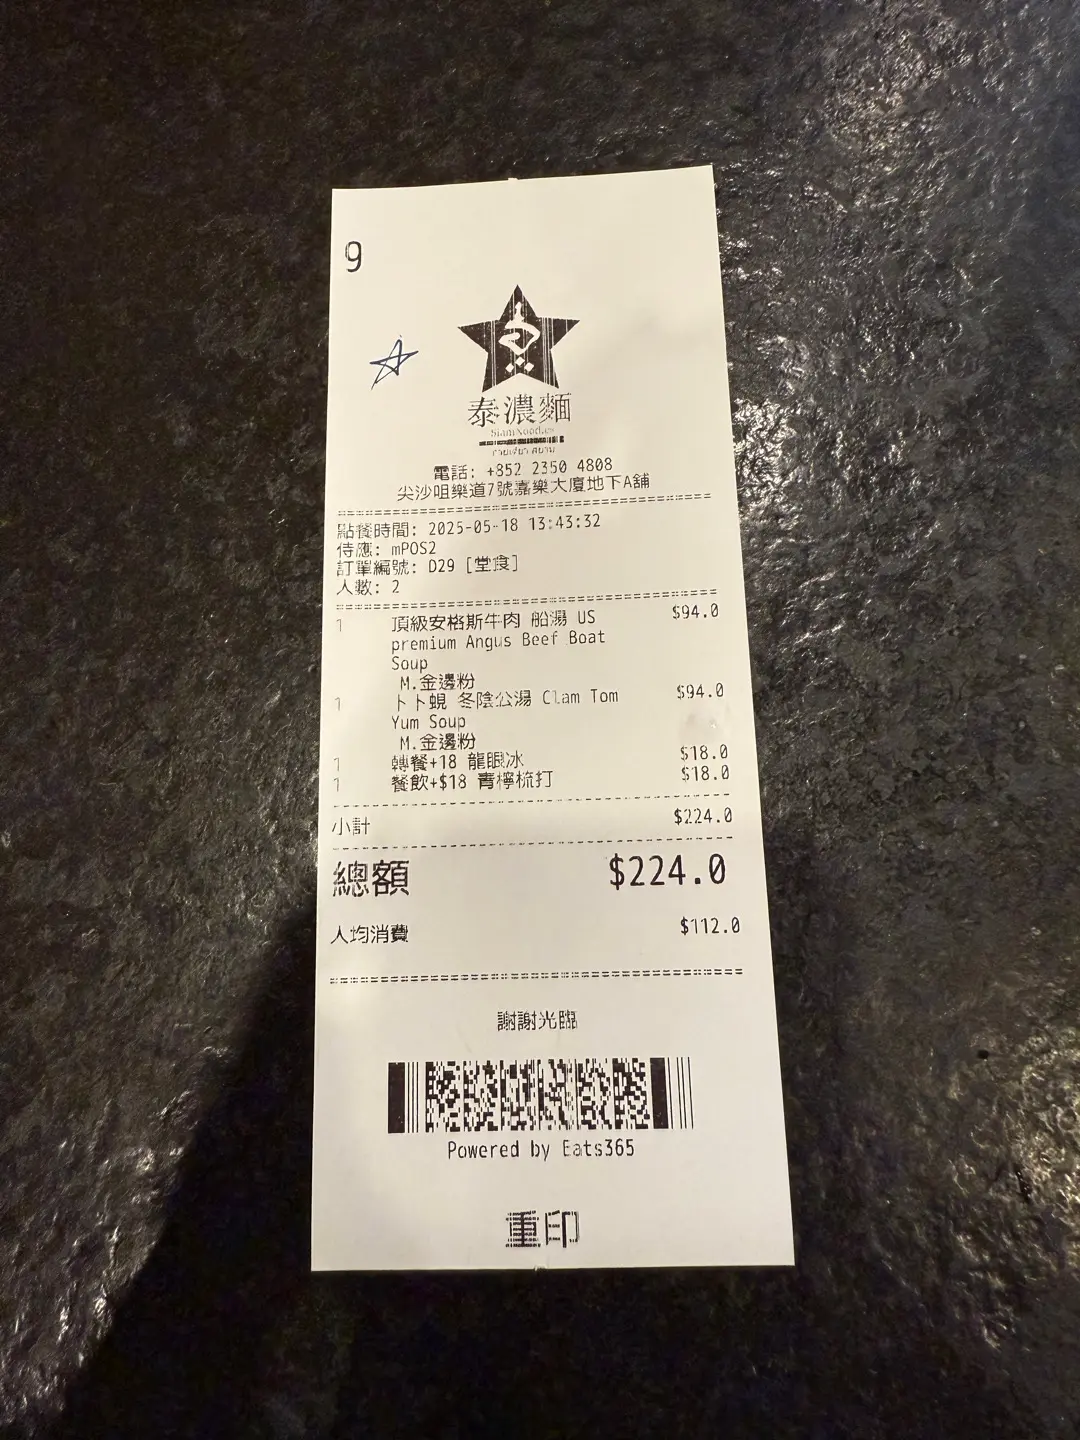 9
泰濃麵
SiamNoodles
電話: +852 2350 4808
尖沙咀樂道7號嘉樂大廈地下A舖
點餐時間: 2025-05-18 13:43:32
侍應: mPOS2
訂單編號: D29 [堂食]
人數: 2
1 頂級安格斯牛肉 船湯 US $94.0
premium Angus Beef Boat
Soup
M.金邊粉
1 卜卜蜆 冬陰公湯 Clam Tom $94.0
Yum Soup
M.金邊粉
1 轉餐+18 龍眼冰 $18.0
1 餐飲+$18 青檸梳打 $18.0
小計 $224.0
總額 $224.0
人均消費 $112.0
謝謝光臨
Powered by Eats365
重印